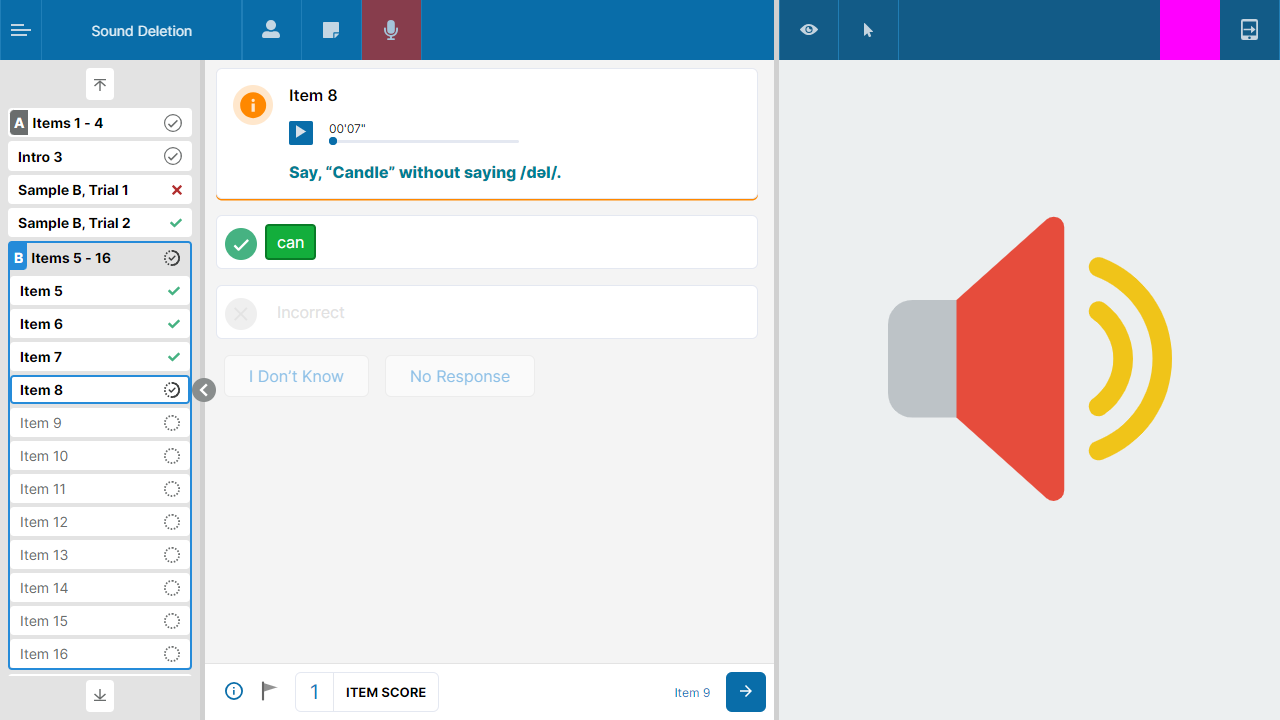 Sound Deletion
A Items 1 - 4
Intro 3
Sample B, Trial 1
Sample B, Trial 2
B Items 5 - 16
Item 5
Item 6
Item 7
Item 8
Item 9
Item 10
Item 11
Item 12
Item 13
Item 14
Item 15
Item 16
Item 8
00'07"
Say, “Candle” without saying /dəl/.
can
Incorrect
I Don’t Know
No Response
1 ITEM SCORE
Item 9